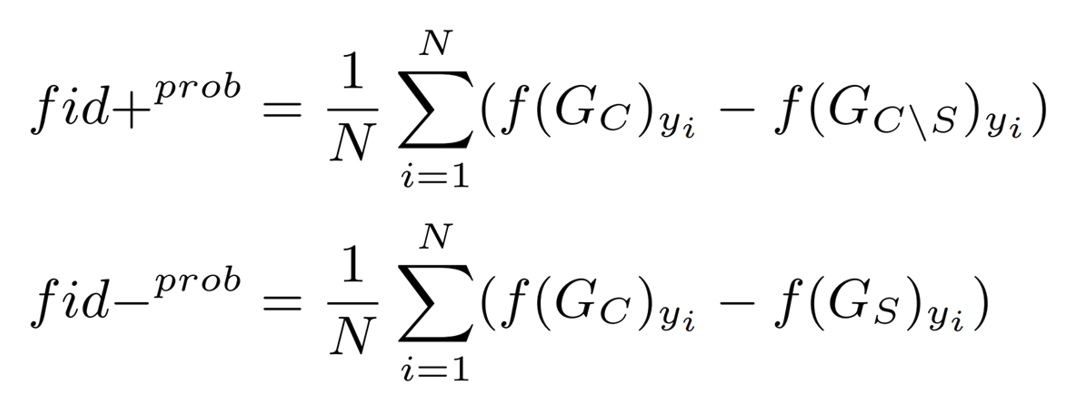 fid+^{prob} = \frac{1}{N} \sum_{i=1}^{N} (f(G_C)_{y_i} - f(G_{C \setminus S})_{y_i})
fid-^{prob} = \frac{1}{N} \sum_{i=1}^{N} (f(G_C)_{y_i} - f(G_S)_{y_i})